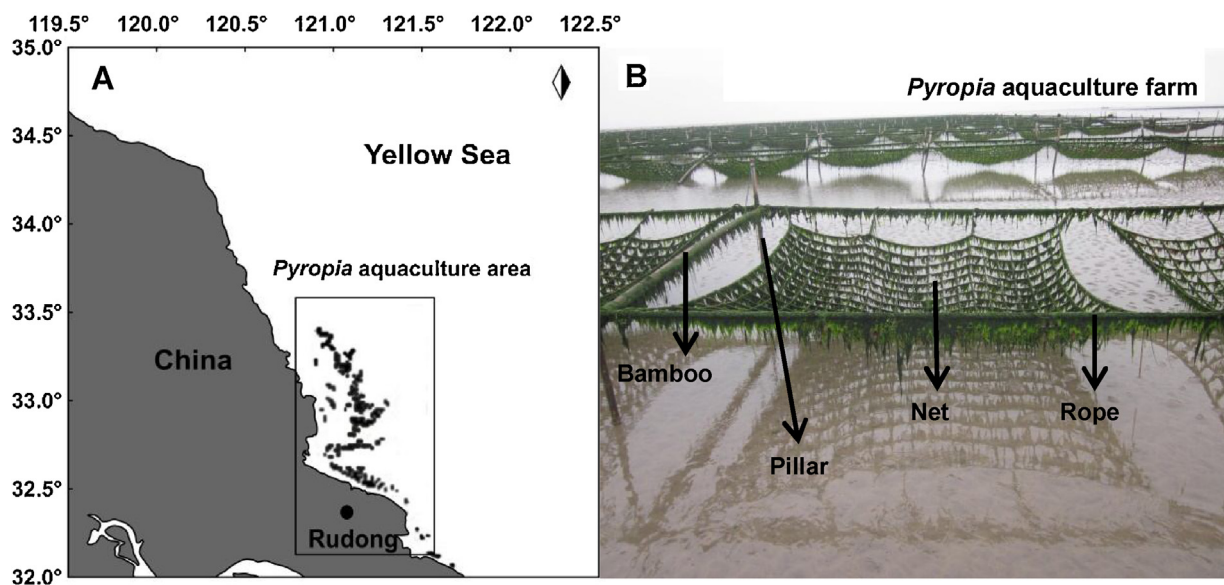 119.5° 120.0° 120.5° 121.0° 121.5° 122.0° 122.5°
35.0°
34.5°
34.0°
33.5°
33.0°
32.5°
32.0°
A
Yellow Sea
Pyropia aquaculture area
China
Rudong
B
Pyropia aquaculture farm
Bamboo
Pillar
Net
Rope